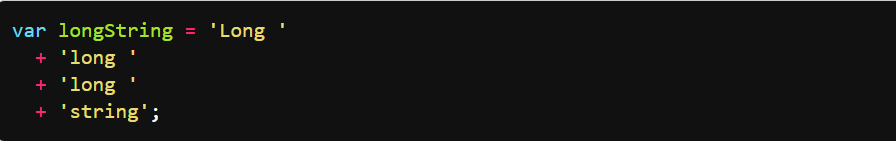 var longString = 'Long '
  + 'long '
  + 'long '
  + 'string';